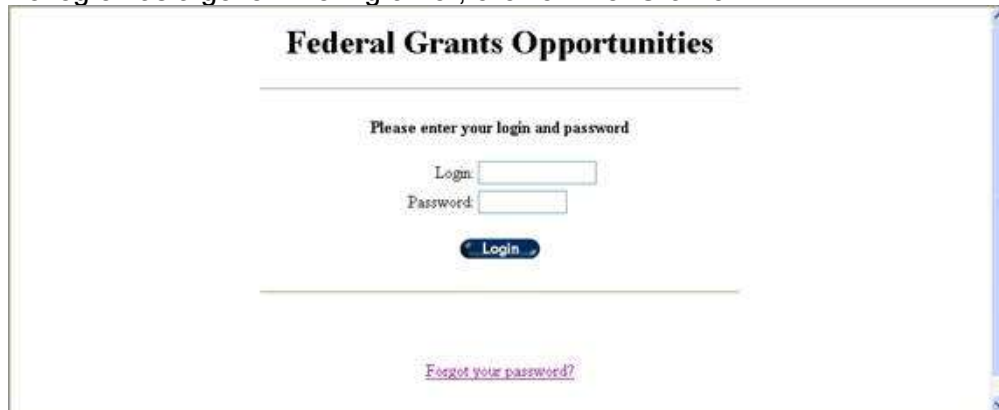 Federal Grants Opportunities
Please enter your login and password
Login:
Password:
Login
Forgot your password?